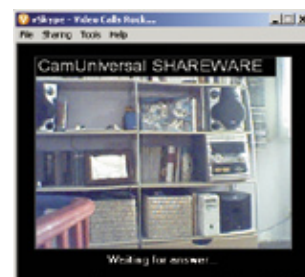 vSkype - Video Calls Rock...
File Sharing Tools Help
CamUniversal SHAREWARE
Waiting for answer...